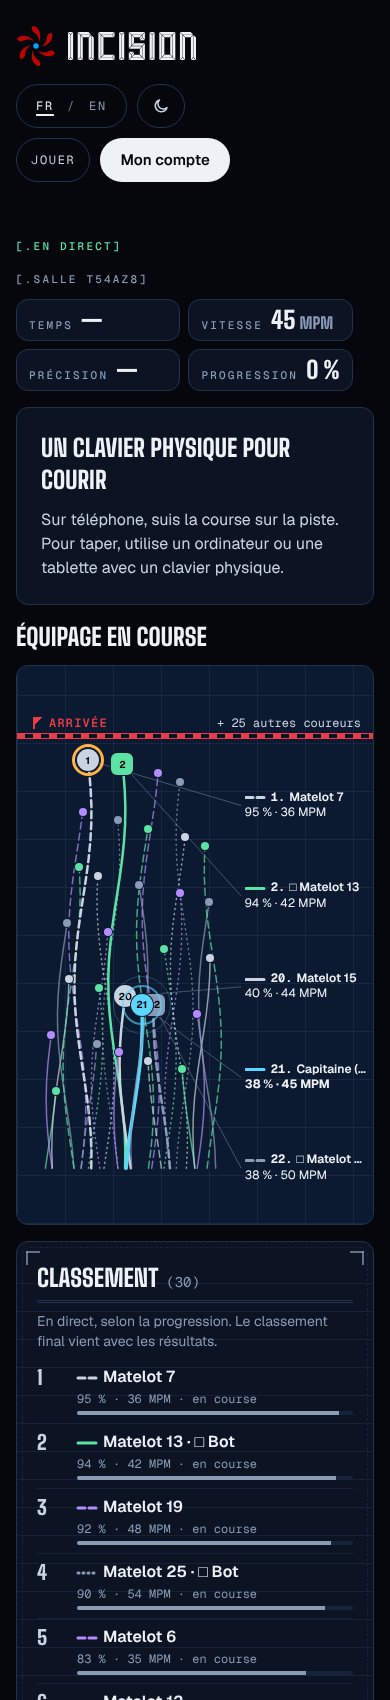 INCISION
FR / EN
JOUER Mon compte
[.EN DIRECT]
[.SALLE T54AZ8]
TEMPS — VITESSE 45 MPM
PRÉCISION — PROGRESSION 0 %
UN CLAVIER PHYSIQUE POUR
COURIR
Sur téléphone, suis la course sur la piste.
Pour taper, utilise un ordinateur ou une
tablette avec un clavier physique.
ÉQUIPAGE EN COURSE
ARRIVÉE + 25 autres coureurs
1 2
1. Matelot 7
95 % · 36 MPM
2. □ Matelot 13
94 % · 42 MPM
20. Matelot 15
40 % · 44 MPM
20 21 2
21. Capitaine (…
38 % · 45 MPM
22. □ Matelot …
38 % · 50 MPM
CLASSEMENT (30)
En direct, selon la progression. Le classement
final vient avec les résultats.
1 Matelot 7
95 % · 36 MPM · en course
2 Matelot 13 · □ Bot
94 % · 42 MPM · en course
3 Matelot 19
92 % · 48 MPM · en course
4 Matelot 25 · □ Bot
90 % · 54 MPM · en course
5 Matelot 6
83 % · 35 MPM · en course